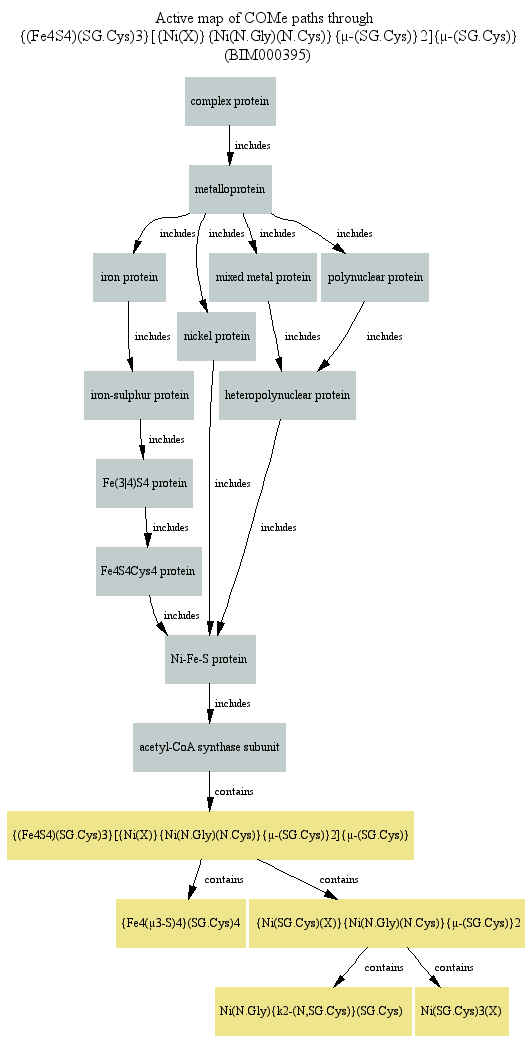 Active map of COMe paths through
{(Fe4S4)(SG.Cys)3}[{Ni(X)}{Ni(N.Gly)(N.Cys)}{μ-(SG.Cys)}2]{μ-(SG.Cys)}
(BIM000395)
complex protein
includes
metalloprotein
includes includes includes includes
iron protein
mixed metal protein
polynuclear protein
nickel protein
includes includes includes
iron-sulphur protein
heteropolynuclear protein
includes
Fe(3|4)S4 protein
includes includes
includes
Fe4S4Cys4 protein
includes
Ni-Fe-S protein
includes
acetyl-CoA synthase subunit
contains
{(Fe4S4)(SG.Cys)3}[{Ni(X)}{Ni(N.Gly)(N.Cys)}{μ-(SG.Cys)}2]{μ-(SG.Cys)}
contains contains
{Fe4(μ3-S)4}(SG.Cys)4
{Ni(SG.Cys)(X)}{Ni(N.Gly)(N.Cys)}{μ-(SG.Cys)}2
contains contains
Ni(N.Gly){k2-(N,SG.Cys)}(SG.Cys)
Ni(SG.Cys)3(X)